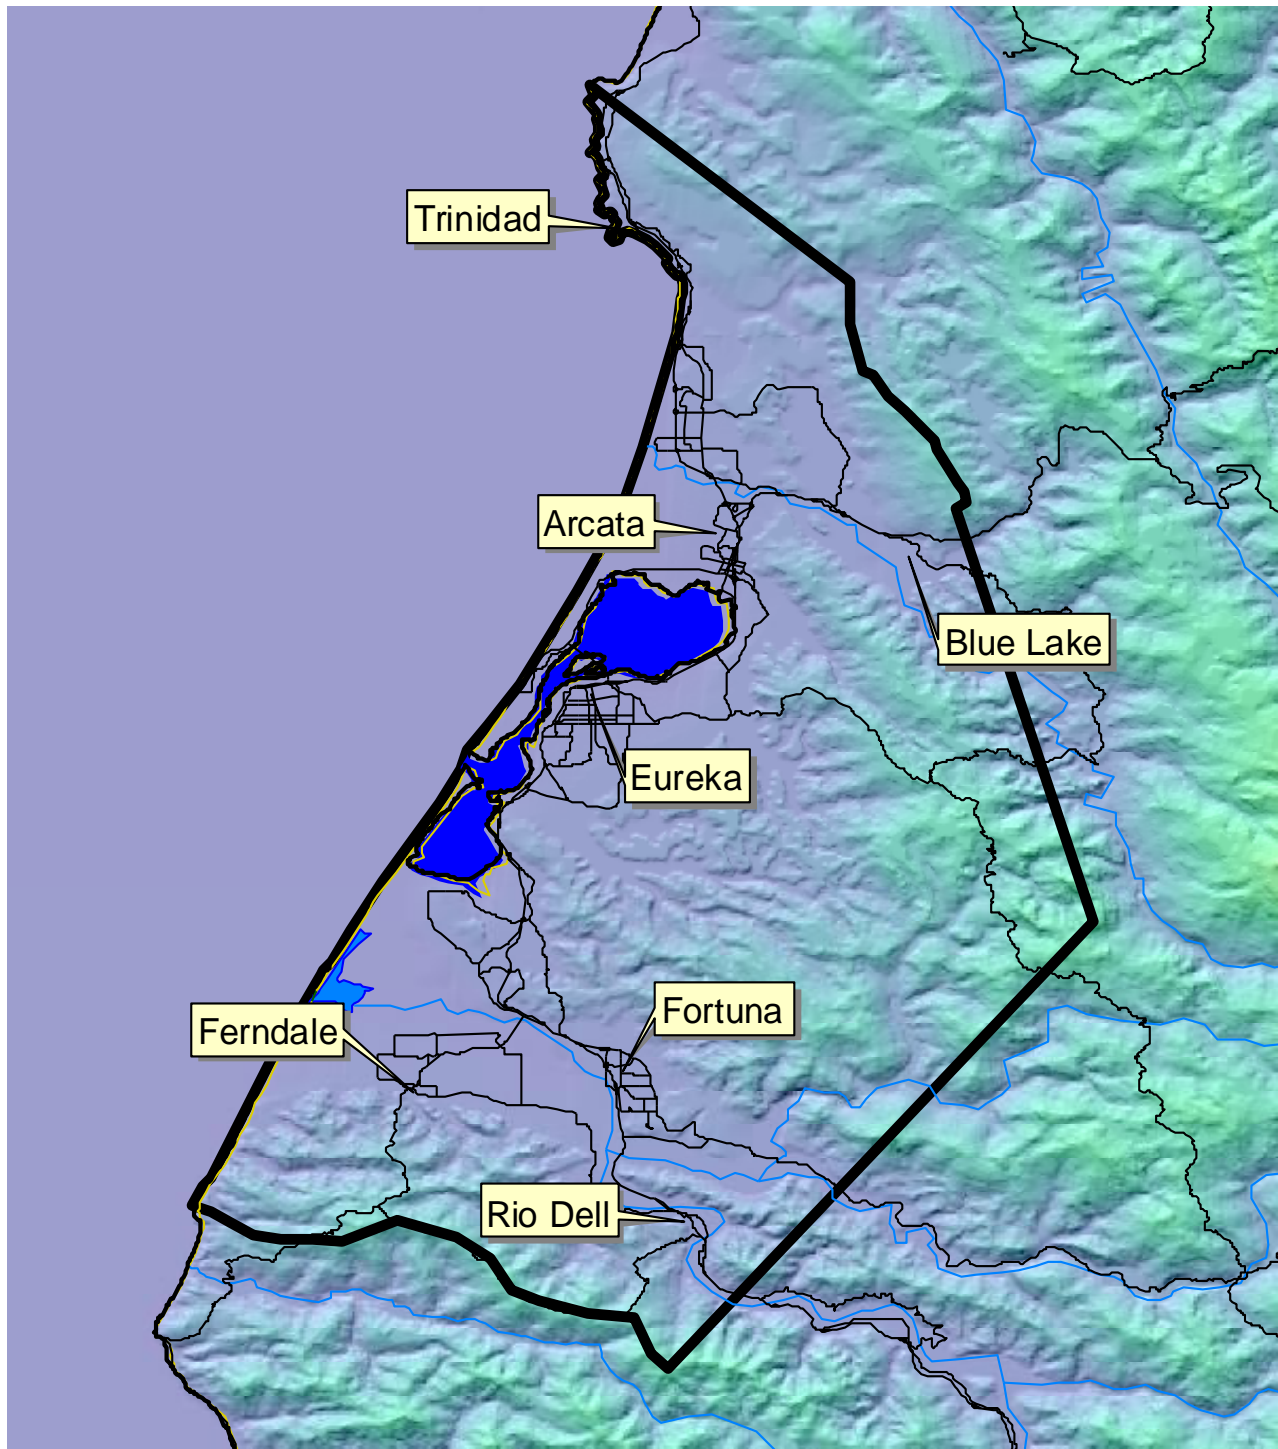 Trinidad
Arcata
Blue Lake
Eureka
Fortuna
Ferndale
Rio Dell